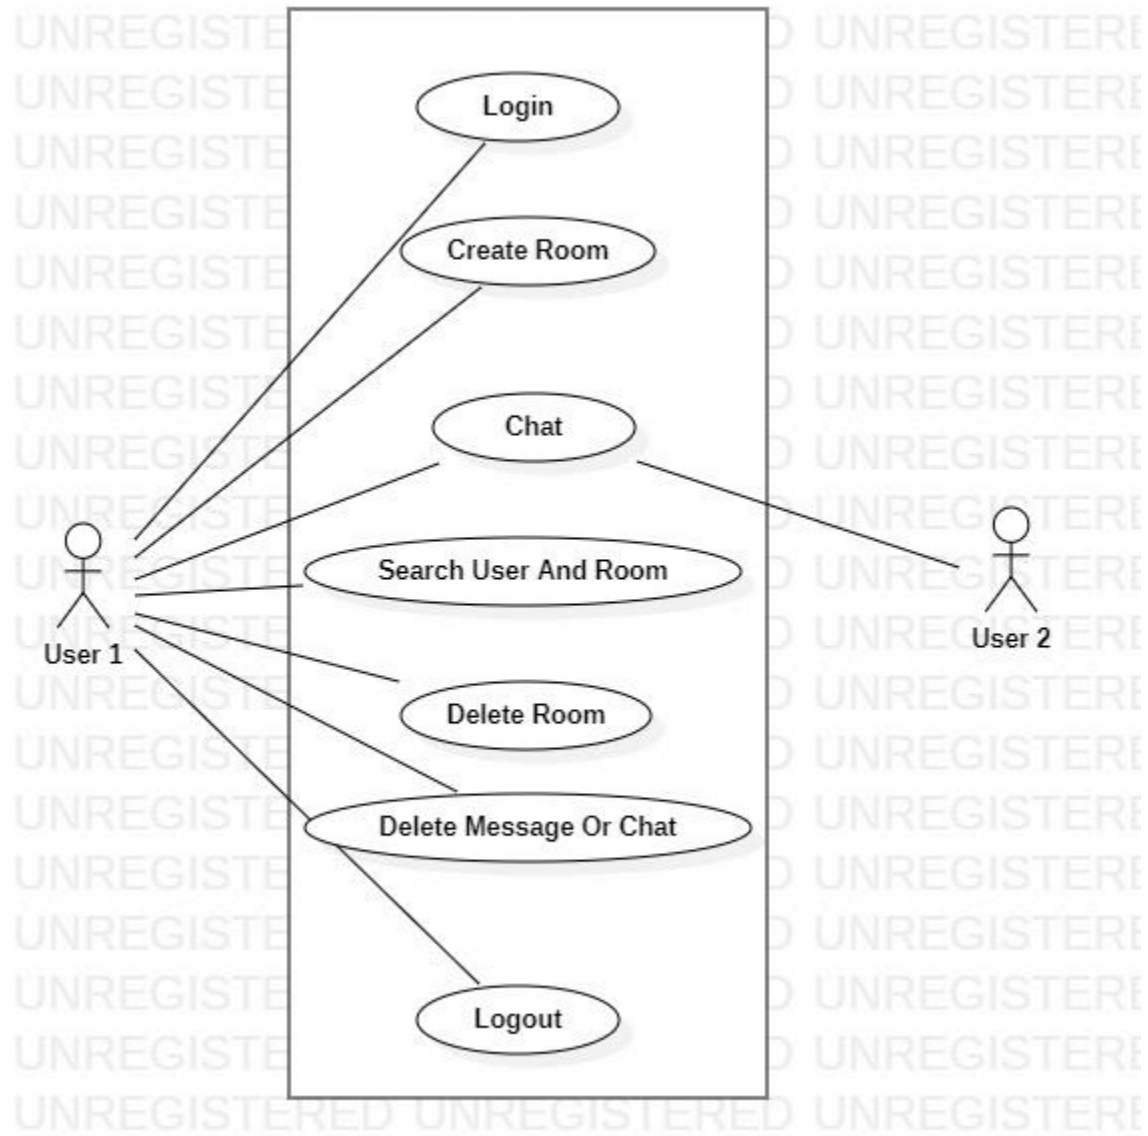 Login
Create Room
Chat
Search User And Room
User 1
User 2
Delete Room
Delete Message Or Chat
Logout
UNREGISTERED UNREGISTERED UNREGISTERE